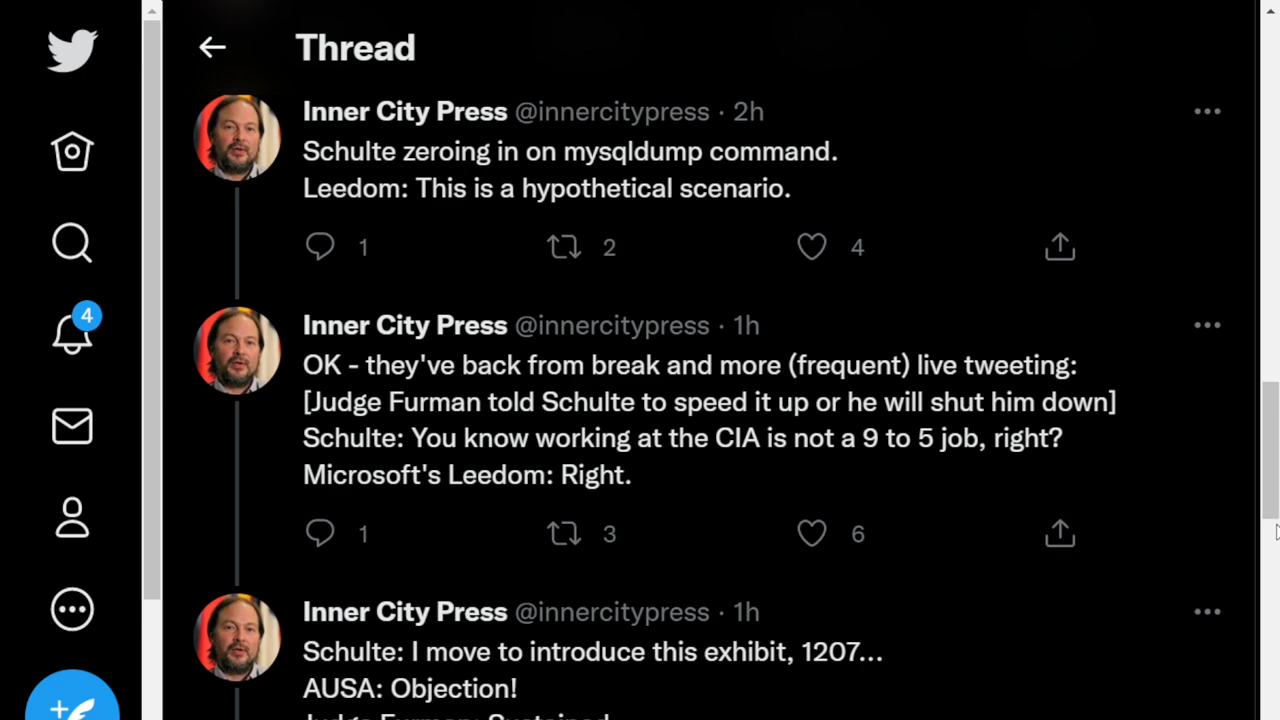 Thread
Inner City Press @innercitypress · 2h
Schulte zeroing in on mysqldump command.
Leedom: This is a hypothetical scenario.
1 2 4
4
Inner City Press @innercitypress · 1h
OK - they've back from break and more (frequent) live tweeting:
[Judge Furman told Schulte to speed it up or he will shut him down]
Schulte: You know working at the CIA is not a 9 to 5 job, right?
Microsoft's Leedom: Right.
1 3 6
Inner City Press @innercitypress · 1h
Schulte: I move to introduce this exhibit, 1207...
AUSA: Objection!
Judge Furman: Sustained